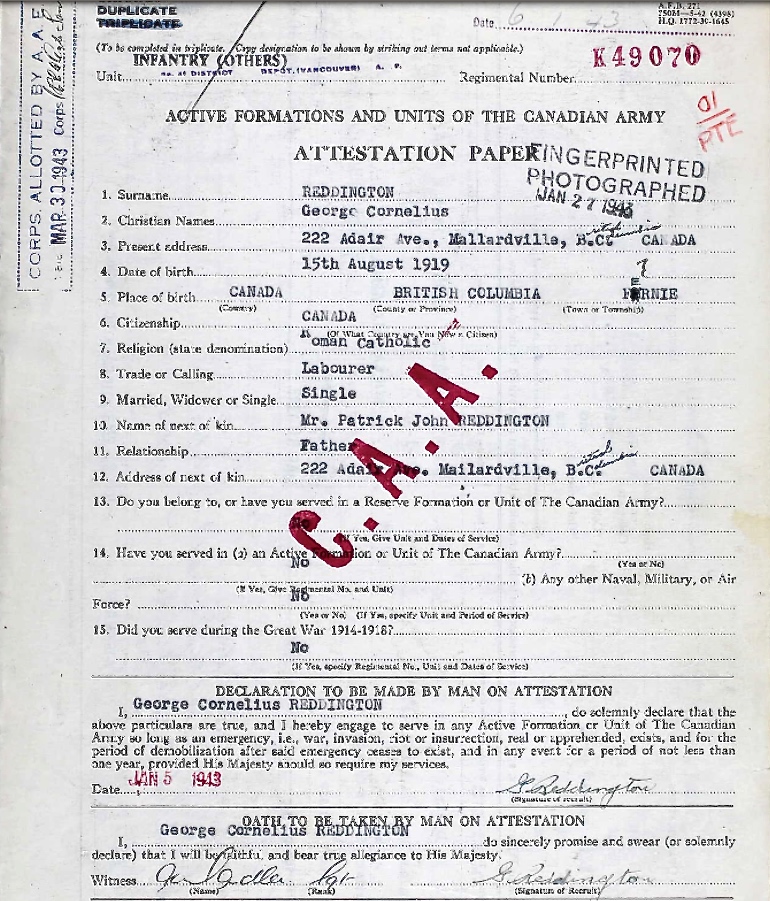 DUPLICATE
TRIPLICATE
A.F.B. 271
750M—5-42 (4398)
H.Q. 1772-39-1645
Date 6 / 1 / 43
(To be completed in triplicate. Copy designation to be shown by striking out terms not applicable.)
INFANTRY (OTHERS)
K49070
Unit DISTRICT DEPOT, (VANCOUVER) A. F. Regimental Number
CORPS ALLOTTED BY A.A.E.
MAR 30 1943 Corps
01
PTE
ACTIVE FORMATIONS AND UNITS OF THE CANADIAN ARMY
ATTESTATION PAPER
FINGERPRINTED
PHOTOGRAPHED
JAN 27 1943
1. Surname REDDINGTON
2. Christian Names George Cornelius
3. Present address 222 Adair Ave., Mallardville, B.C. CANADA
4. Date of birth 15th August 1919
5. Place of birth CANADA BRITISH COLUMBIA FERNIE
(Country) (County or Province) (Town or Township)
6. Citizenship CANADA
(Of What Country are You Now a Citizen)
7. Religion (state denomination) Roman Catholic
8. Trade or Calling Labourer
9. Married, Widower or Single Single
10. Name of next of kin Mr. Patrick John REDDINGTON
11. Relationship Father
12. Address of next of kin 222 Adair Ave. Mailardville, B.C. CANADA
C.A.A.
13. Do you belong to, or have you served in a Reserve Formation or Unit of The Canadian Army?
No
(If Yes, Give Unit and Dates of Service)
14. Have you served in (a) an Active Formation or Unit of The Canadian Army?
No
(Yes or No)
(b) Any other Naval, Military, or Air
(If Yes, Give Regimental No. and Unit)
No
Force?
(Yes or No) (If Yes, specify Unit and Period of Service)
15. Did you serve during the Great War 1914-1918?
No
(If Yes, specify Regimental No., Unit and Dates of Service)
DECLARATION TO BE MADE BY MAN ON ATTESTATION
I, George Cornelius REDDINGTON, do solemnly declare that the
above particulars are true, and I hereby engage to serve in any Active Formation or Unit of The Canadian
Army so long as an emergency, i.e., war, invasion, riot or insurrection, real or apprehended, exists, and for the
period of demobilization after said emergency ceases to exist, and in any event for a period of not less than
one year, provided His Majesty should so require my services.
Date JAN 5 1943 G Reddington
(Signature of recruit)
OATH TO BE TAKEN BY MAN ON ATTESTATION
I, George Cornelius REDDINGTON do sincerely promise and swear (or solemnly
declare) that I will be faithful, and bear true allegiance to His Majesty.
Witness G Reddington
(Name) (Rank) (Signature of Recruit)